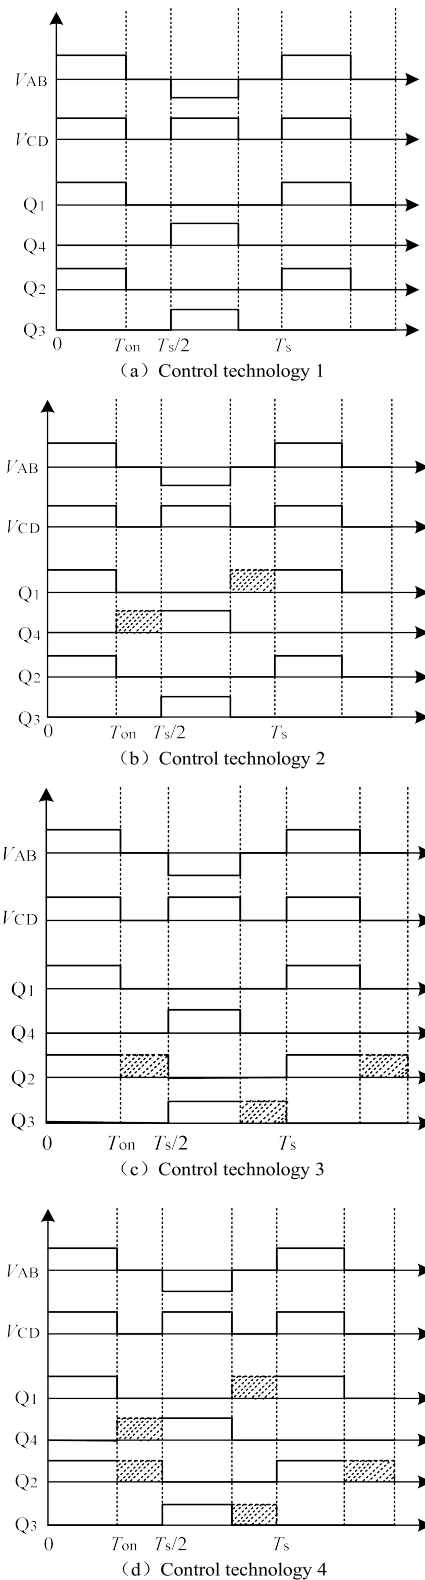 VAB
VCD
Q1
Q4
Q2
Q3
0 Ton Ts/2 Ts
（a）Control technology 1
VAB
VCD
Q1
Q4
Q2
Q3
0 Ton Ts/2 Ts
（b）Control technology 2
VAB
VCD
Q1
Q4
Q2
Q3
0 Ton Ts/2 Ts
（c）Control technology 3
VAB
VCD
Q1
Q4
Q2
Q3
0 Ton Ts/2 Ts
（d）Control technology 4